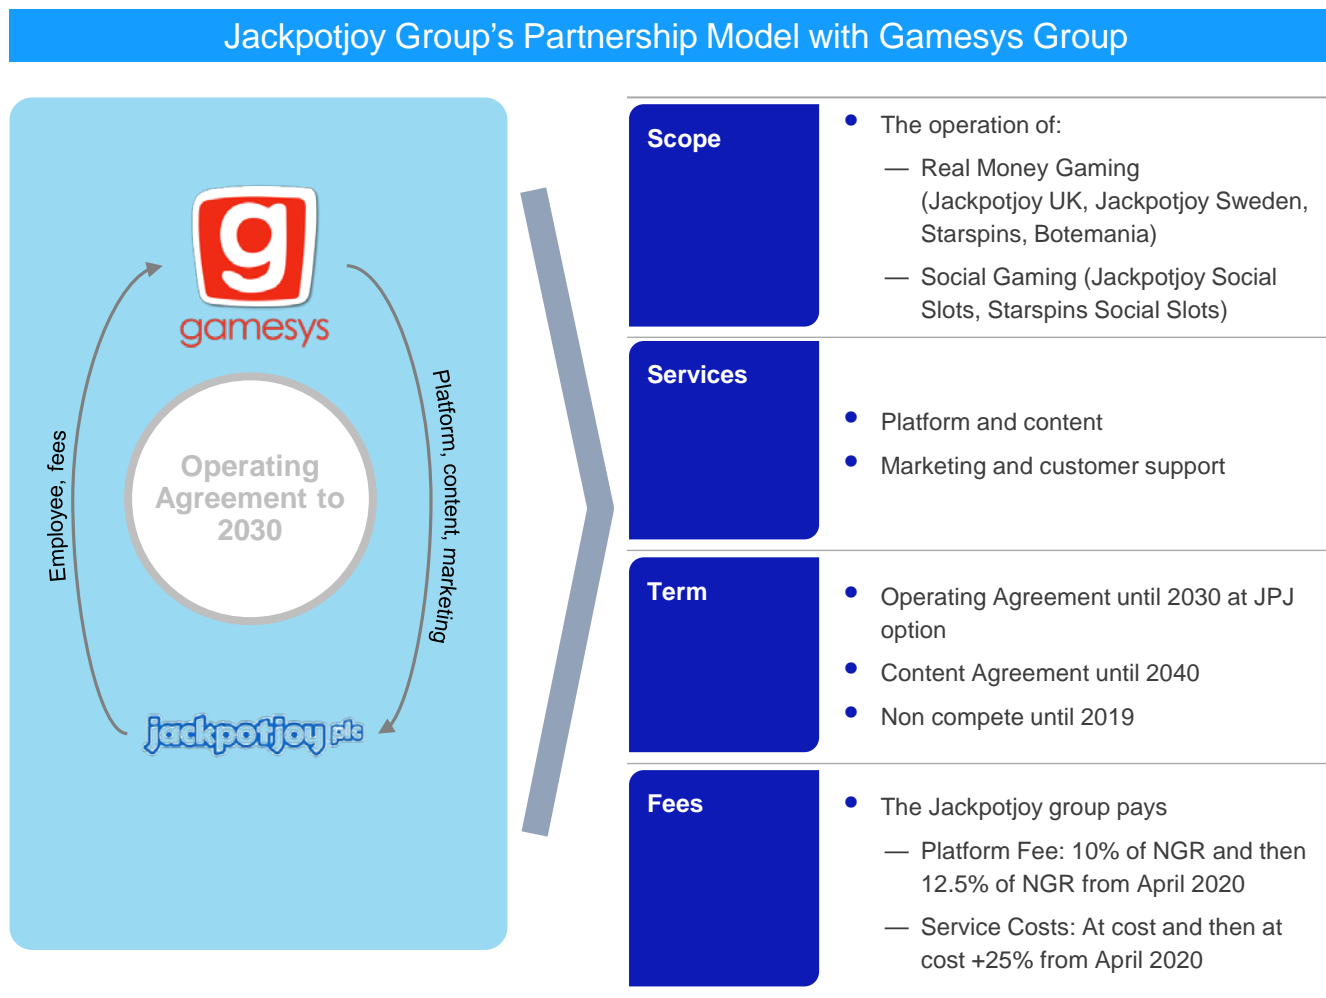 Jackpotjoy Group's Partnership Model with Gamesys Group
g
gamesys
Employee, fees
Operating
Agreement to
2030
Platform, content, marketing
jackpotjoy plc
Scope
• The operation of:
— Real Money Gaming
(Jackpotjoy UK, Jackpotjoy Sweden,
Starspins, Botemania)
— Social Gaming (Jackpotjoy Social
Slots, Starspins Social Slots)
Services
• Platform and content
• Marketing and customer support
Term
• Operating Agreement until 2030 at JPJ
option
• Content Agreement until 2040
• Non compete until 2019
Fees
• The Jackpotjoy group pays
— Platform Fee: 10% of NGR and then
12.5% of NGR from April 2020
— Service Costs: At cost and then at
cost +25% from April 2020